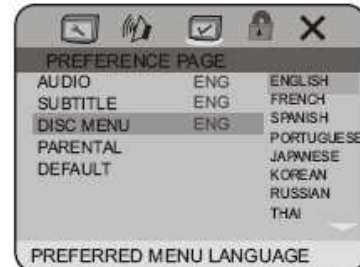 PREFERENCE PAGE
AUDIO ENG
SUBTITLE ENG
DISC MENU ENG
PARENTAL
DEFAULT
ENGLISH
FRENCH
SPANISH
PORTUGUESE
JAPANESE
KOREAN
RUSSIAN
THAI
PREFERRED MENU LANGUAGE